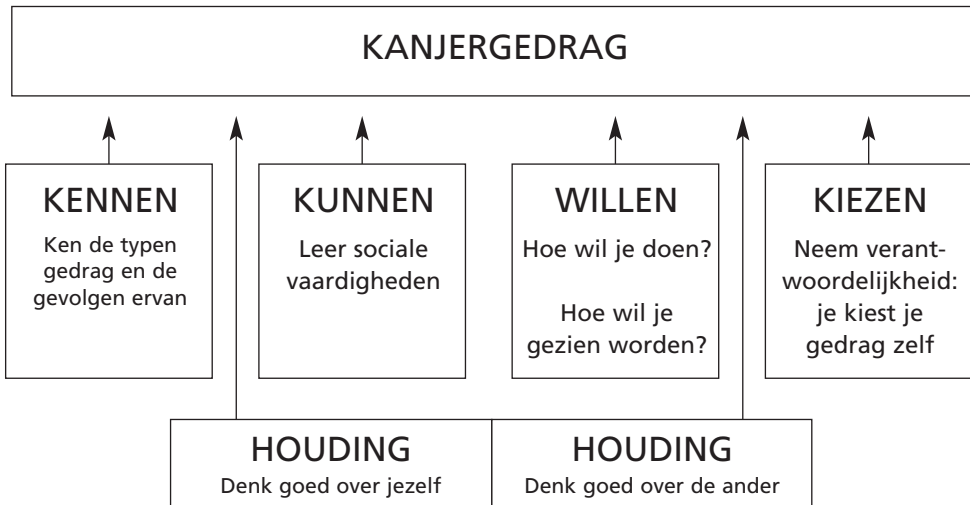 KANJERGEDRAG
KENNEN
Ken de typen
gedrag en de
gevolgen ervan
KUNNEN
Leer sociale
vaardigheden
WILLEN
Hoe wil je doen?
Hoe wil je
gezien worden?
KIEZEN
Neem verant-
woordelijkheid:
je kiest je
gedrag zelf
HOUDING
Denk goed over jezelf
HOUDING
Denk goed over de ander